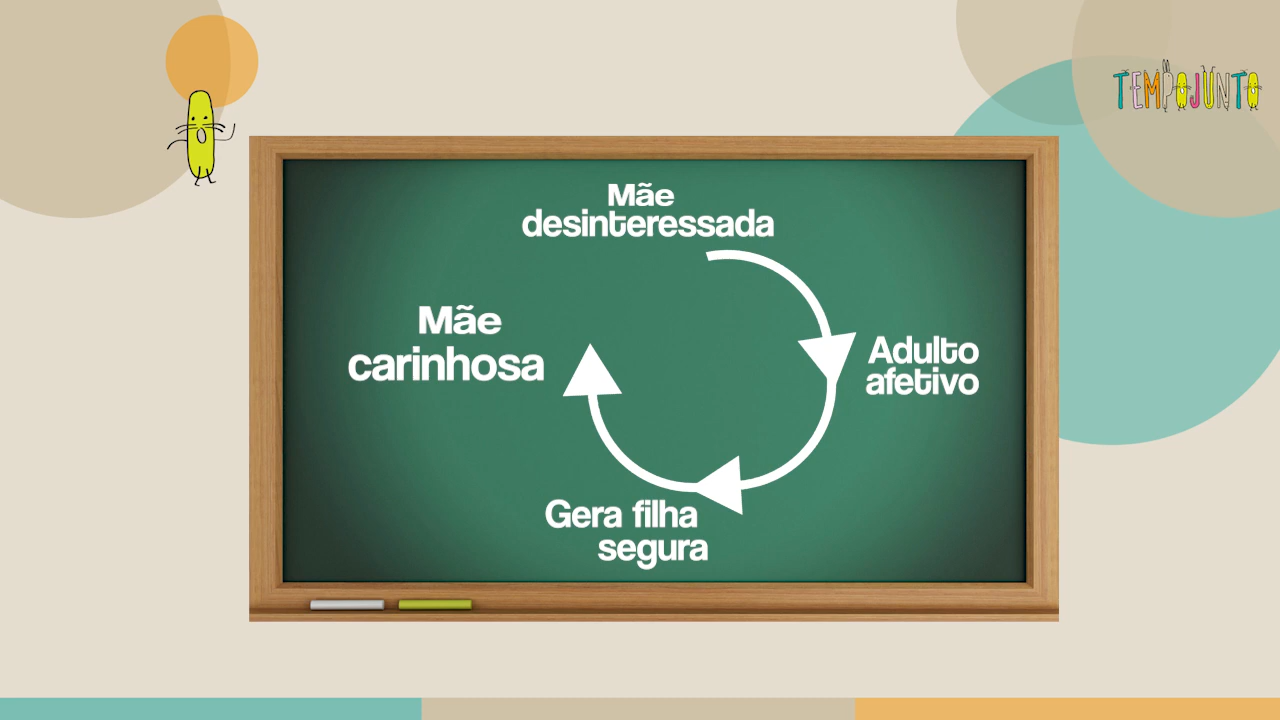 TEMPOJUNTO
Mãe
desinteressada
Adulto
afetivo
Gera filha
segura
Mãe
carinhosa